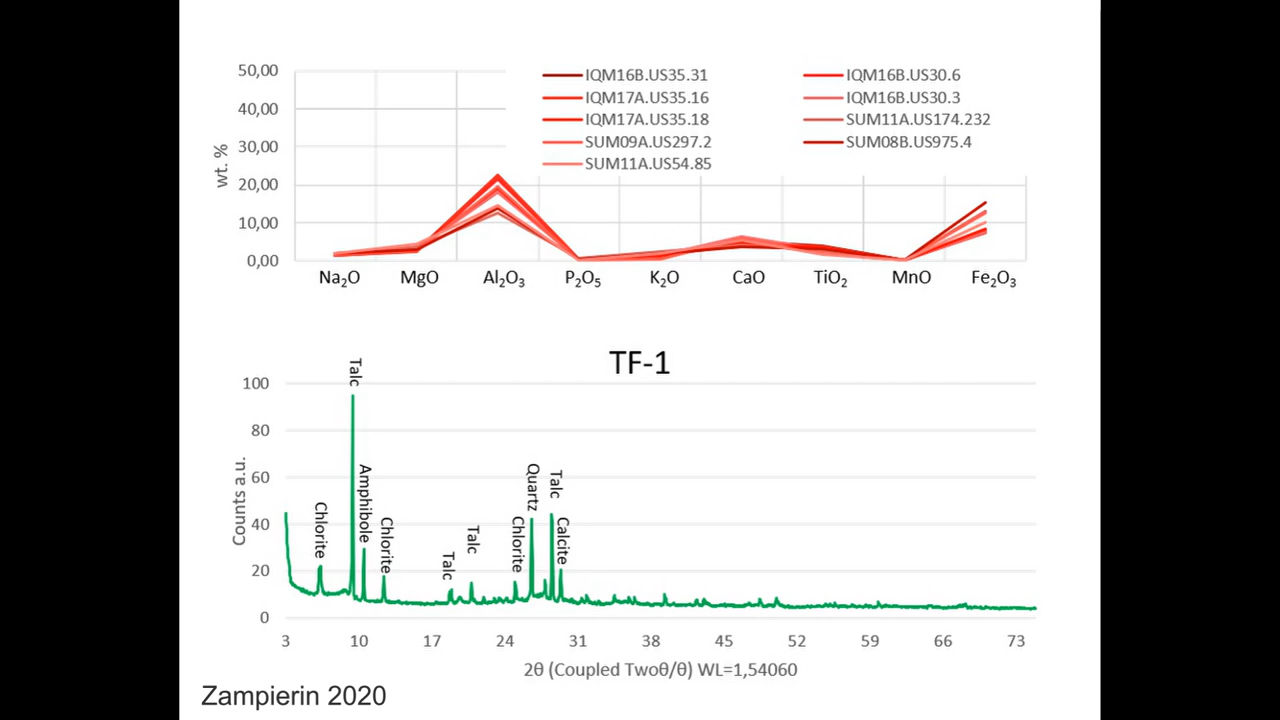 50,00
40,00
30,00
20,00
10,00
0,00
wt. %
IQM16B.US35.31
IQM16B.US30.6
IQM17A.US35.16
IQM16B.US30.3
IQM17A.US35.18
SUM11A.US174.232
SUM09A.US297.2
SUM08B.US975.4
SUM11A.US54.85
Na₂O MgO Al₂O₃ P₂O₅ K₂O CaO TiO₂ MnO Fe₂O₃
TF-1
100
80
60
40
20
0
Counts a.u.
Chlorite
Talc
Amphibole
Chlorite
Talc
Talc
Chlorite
Quartz
Talc
Calcite
3 10 17 24 31 38 45 52 59 66 73
2θ (Coupled Twoθ/θ) WL=1,54060
Zampierin 2020